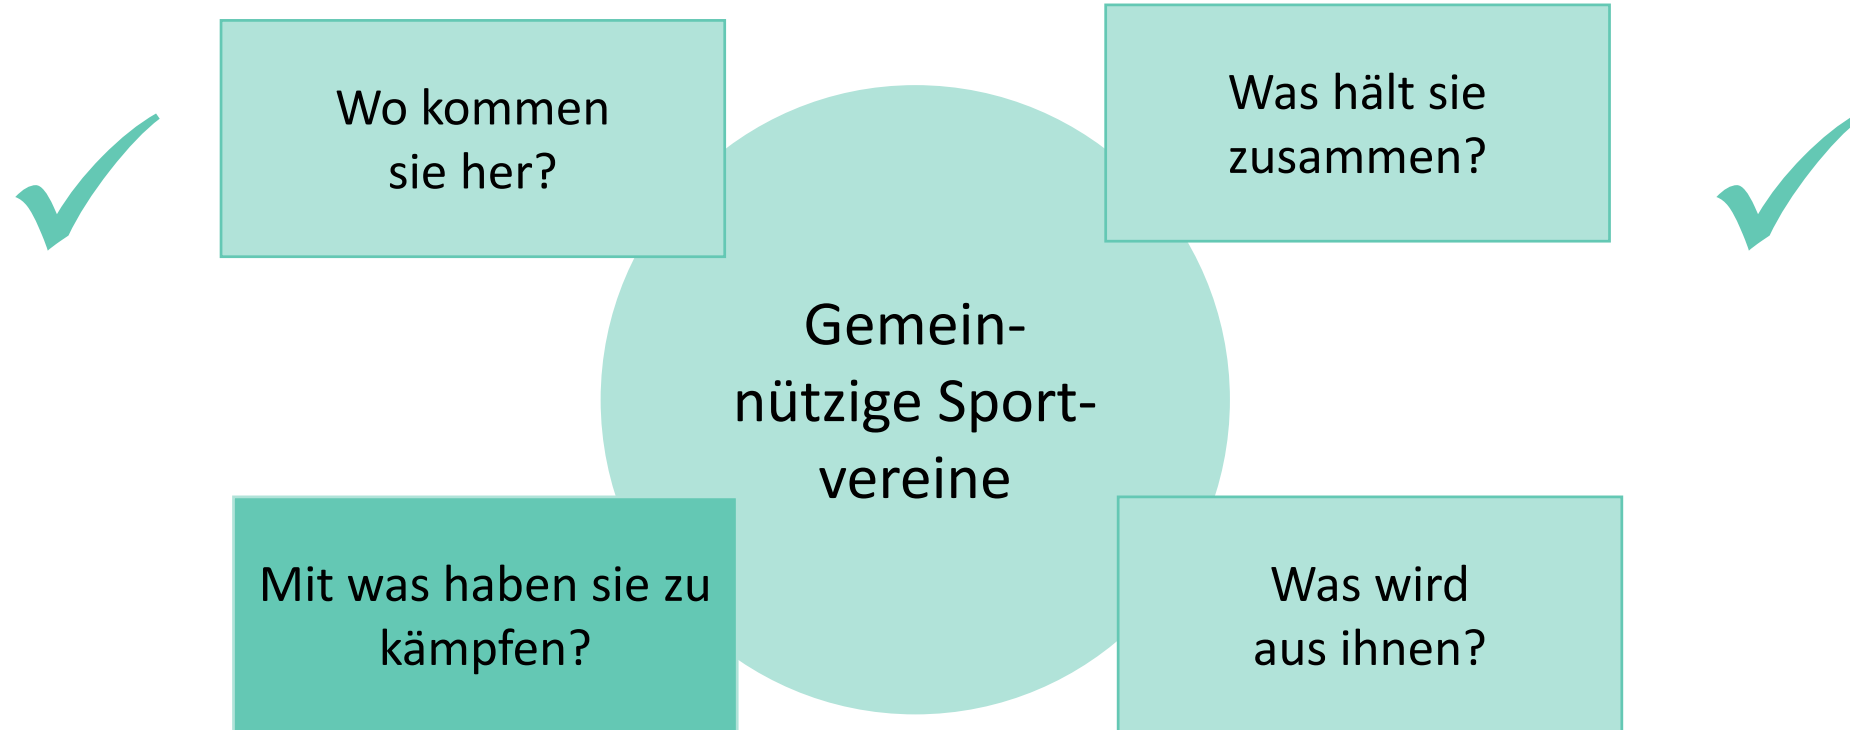 Wo kommen
sie her?
Was hält sie
zusammen?
Gemein-
nützige Sport-
vereine
Mit was haben sie zu
kämpfen?
Was wird
aus ihnen?